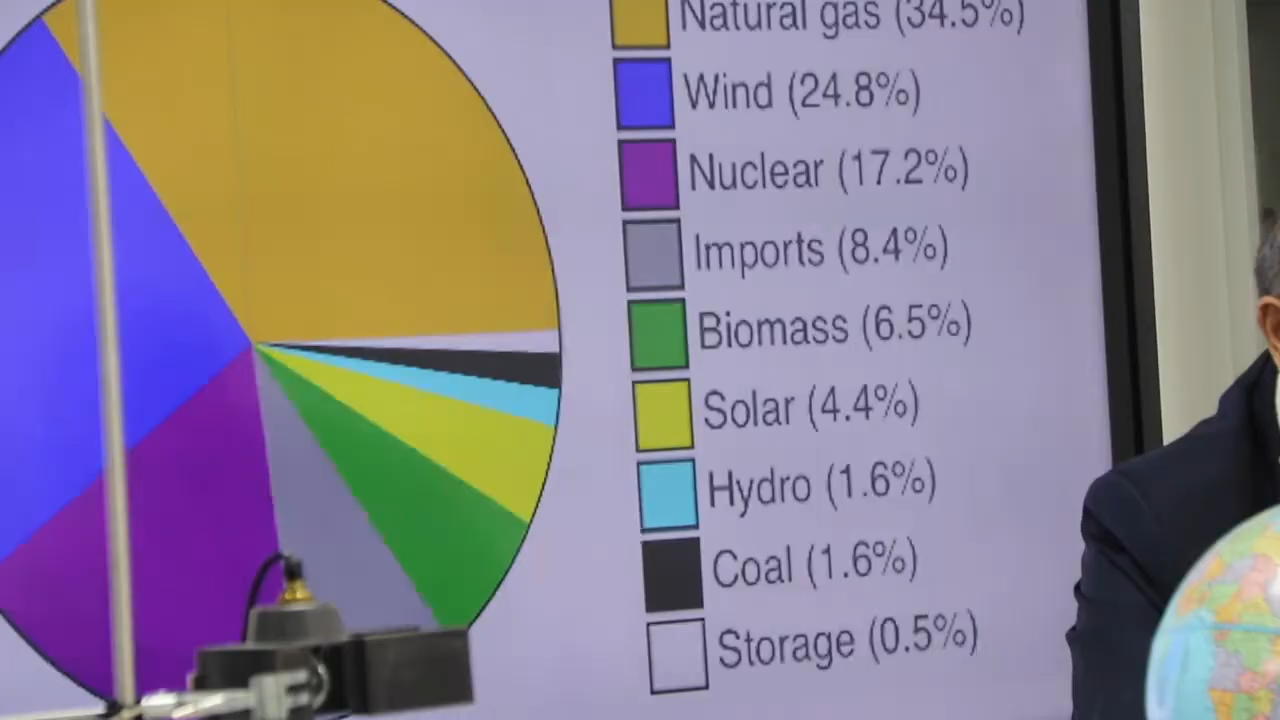 Natural gas (34.5%)
Wind (24.8%)
Nuclear (17.2%)
Imports (8.4%)
Biomass (6.5%)
Solar (4.4%)
Hydro (1.6%)
Coal (1.6%)
Storage (0.5%)